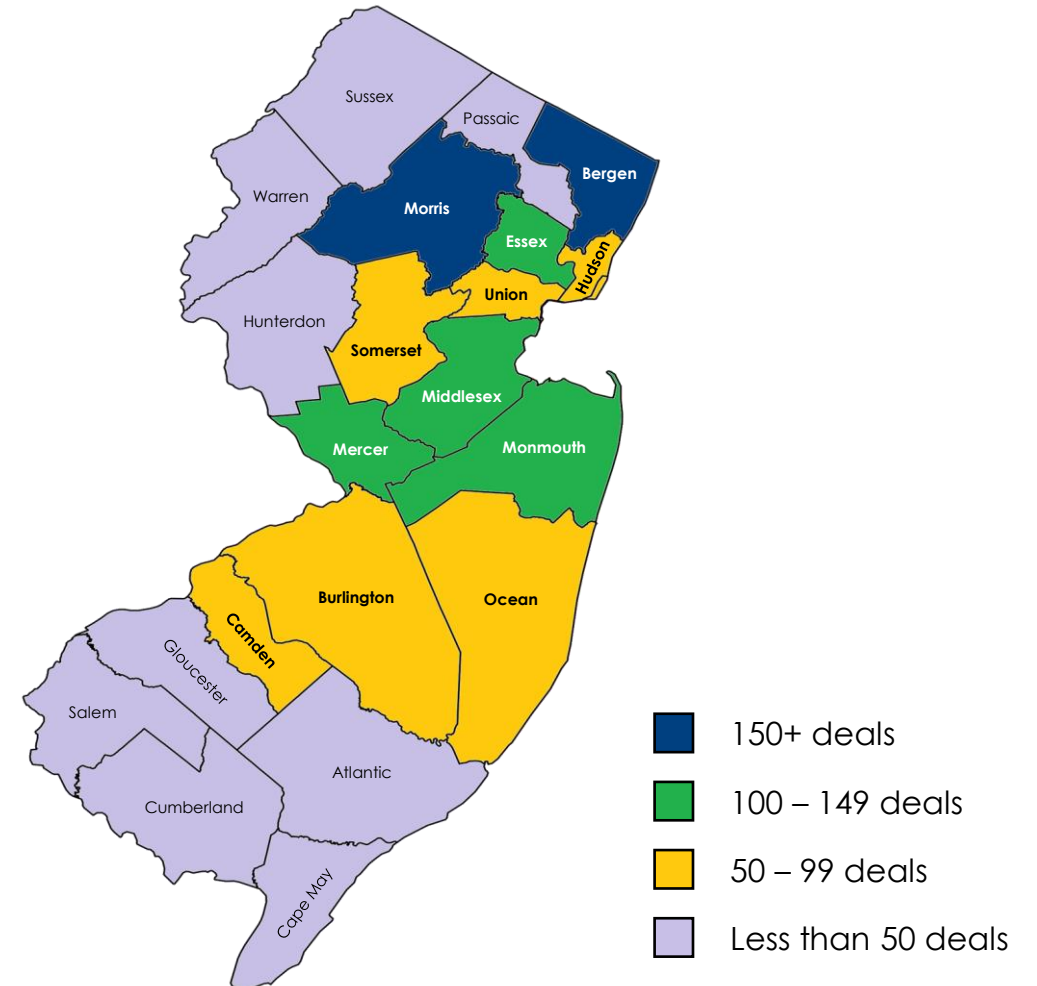 Sussex
Passaic
Bergen
Warren
Morris
Essex
Hudson
Union
Hunterdon
Somerset
Middlesex
Mercer
Monmouth
Burlington
Ocean
Camden
Gloucester
Salem
Atlantic
Cumberland
Cape May
150+ deals
100 – 149 deals
50 – 99 deals
Less than 50 deals